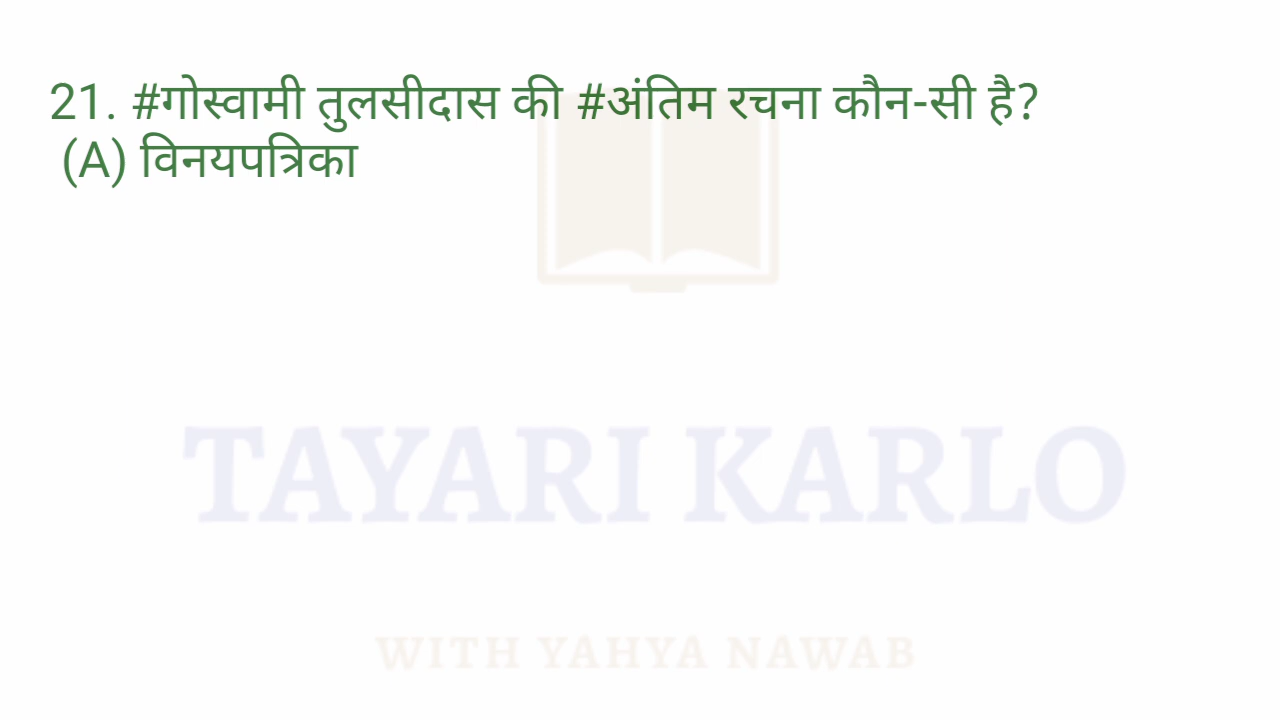 21. #गोस्वामी तुलसीदास की #अंतिम रचना कौन-सी है?
(A) विनयपत्रिका
TAYARI KARLO
WITH YAHYA NAWAB